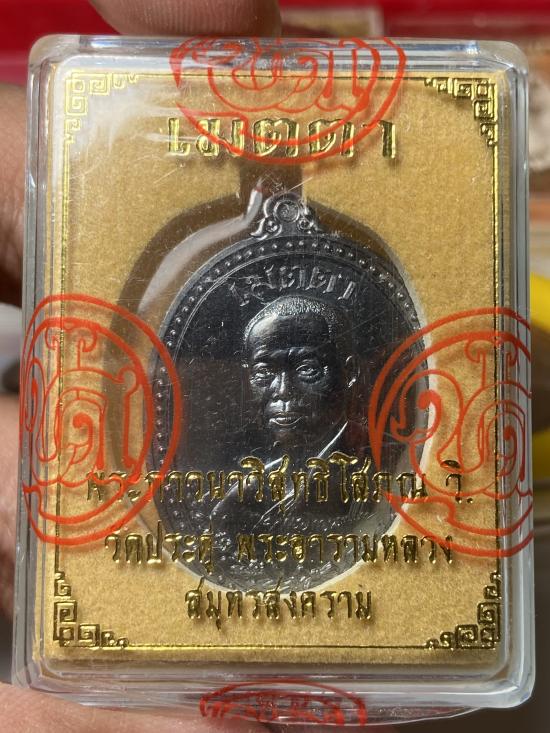 เมตตา
เมตตา
พระภาวนาวิสุทธิโสภณ วิ.
วัดประดู่ พระอารามหลวง
สมุทรสงคราม